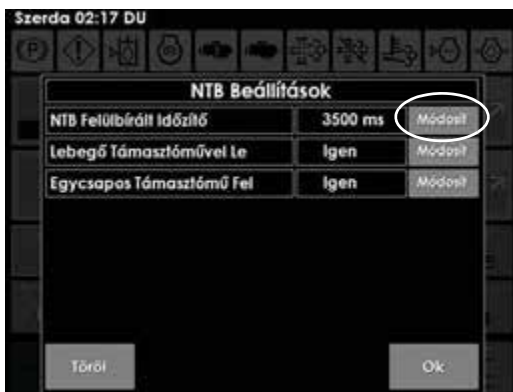 Szerda 02:17 DU
NTB Beállítások
NTB Felülbírált Időzítő 3500 ms Módosít
Lebegő Támasztóművel Le Igen Módosít
Egycsapos Támasztómű Fel Igen Módosít
Töröl Ok